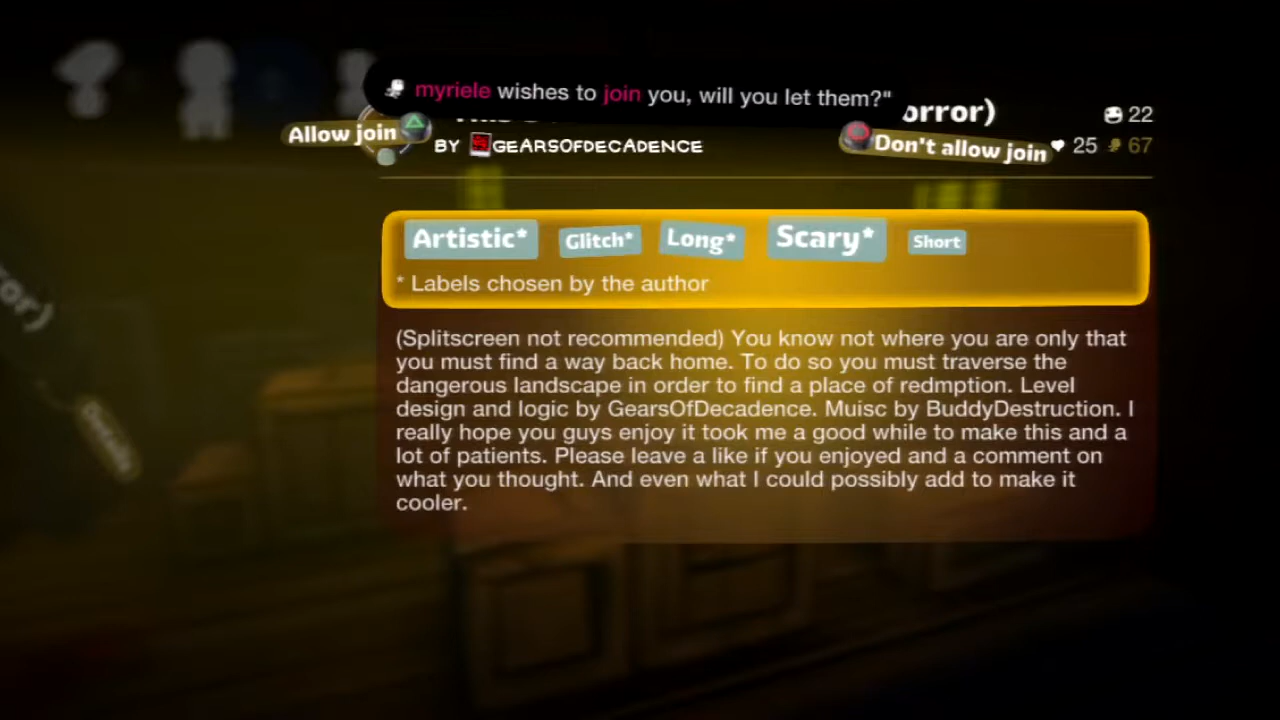 myriele wishes to join you, will you let them?"
orror)
22
Allow join
BY GEARSOFDECADENCE
Don't allow join
25
67
Artistic* Glitch* Long* Scary* Short
* Labels chosen by the author
(Splitscreen not recommended) You know not where you are only that
you must find a way back home. To do so you must traverse the
dangerous landscape in order to find a place of redmption. Level
design and logic by GearsOfDecadence. Muisc by BuddyDestruction. I
really hope you guys enjoy it took me a good while to make this and a
lot of patients. Please leave a like if you enjoyed and a comment on
what you thought. And even what I could possibly add to make it
cooler.